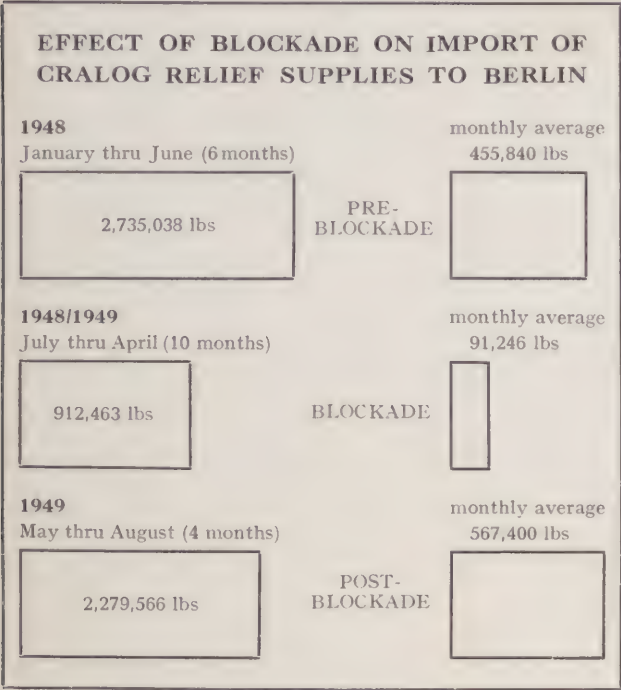 EFFECT OF BLOCKADE ON IMPORT OF
CRALOG RELIEF SUPPLIES TO BERLIN
1948
January thru June (6 months)
monthly average
455,840 lbs
2,735,038 lbs
PRE-
BLOCKADE
1948/1949
July thru April (10 months)
monthly average
91,246 lbs
912,463 lbs
BLOCKADE
1949
May thru August (4 months)
monthly average
567,400 lbs
2,279,566 lbs
POST-
BLOCKADE